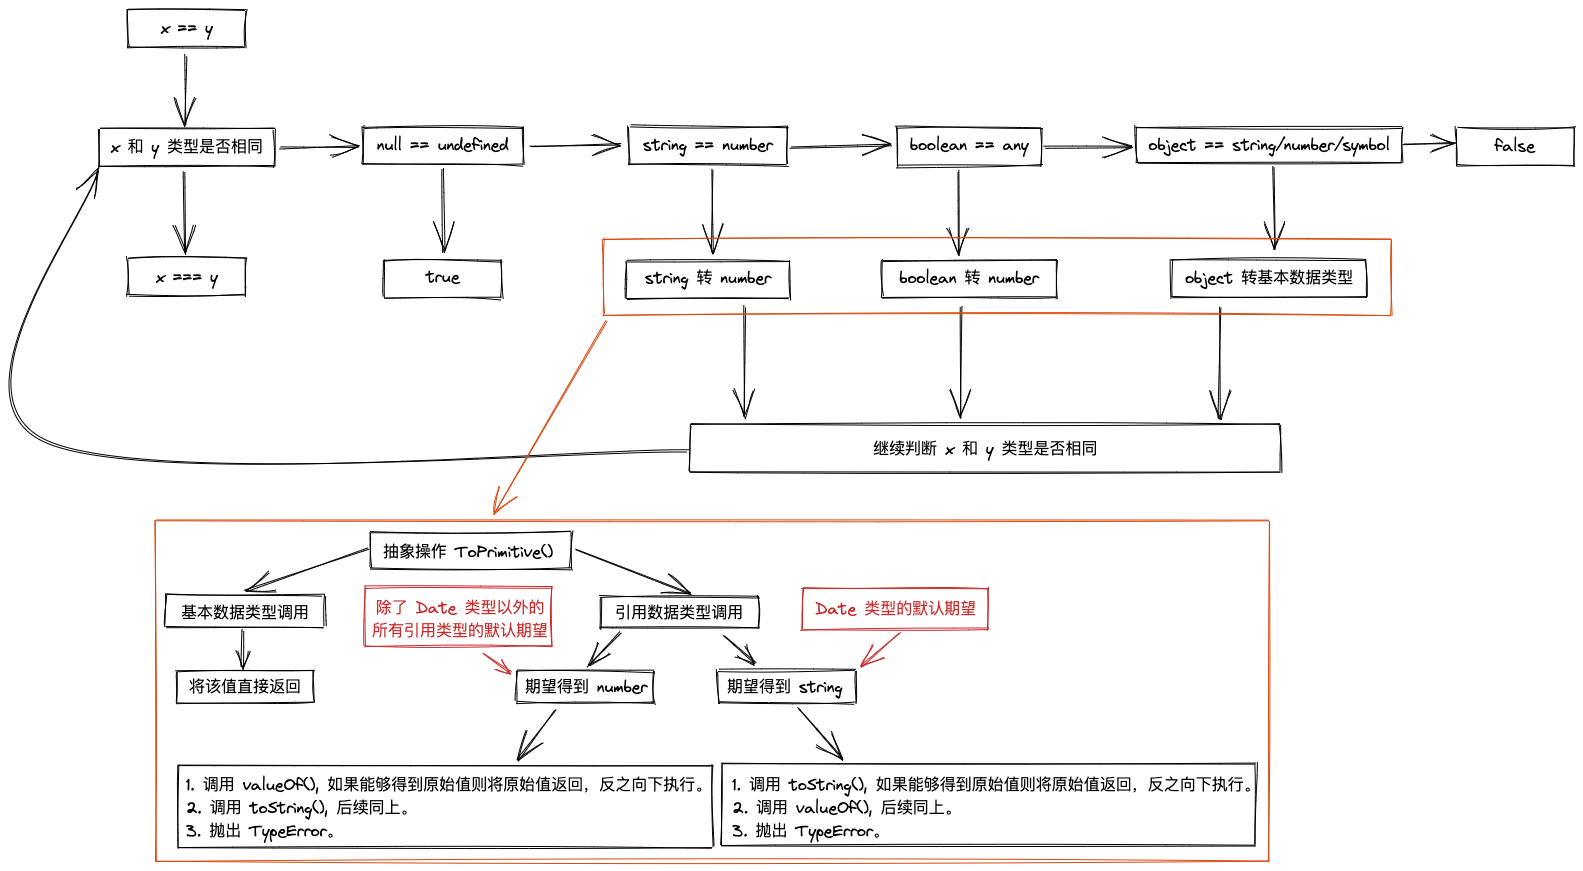 x == y
x 和 y 类型是否相同
null == undefined
string == number
boolean == any
object == string/number/symbol
false
x === y
true
string 转 number
boolean 转 number
object 转基本数据类型
继续判断 x 和 y 类型是否相同
抽象操作 ToPrimitive()
基本数据类型调用
除了 Date 类型以外的
所有引用类型的默认期望
引用数据类型调用
Date 类型的默认期望
将该值直接返回
期望得到 number
期望得到 string
1. 调用 valueOf(), 如果能够得到原始值则将原始值返回，反之向下执行。
2. 调用 toString(), 后续同上。
3. 抛出 TypeError。
1. 调用 toString(), 如果能够得到原始值则将原始值返回，反之向下执行。
2. 调用 valueOf(), 后续同上。
3. 抛出 TypeError。